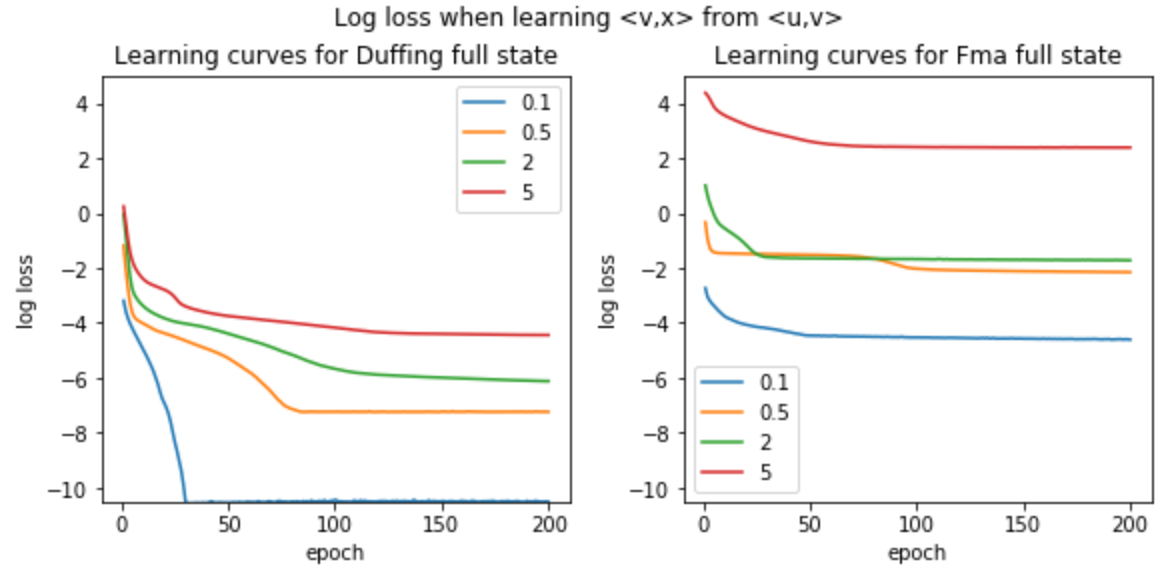 Log loss when learning <v,x> from <u,v>
Learning curves for Duffing full state
4
2
0
−2
−4
−6
−8
−10
log loss
0.1
0.5
2
5
0 50 100 150 200
epoch
Learning curves for Fma full state
4
2
0
−2
−4
−6
−8
−10
log loss
0.1
0.5
2
5
0 50 100 150 200
epoch